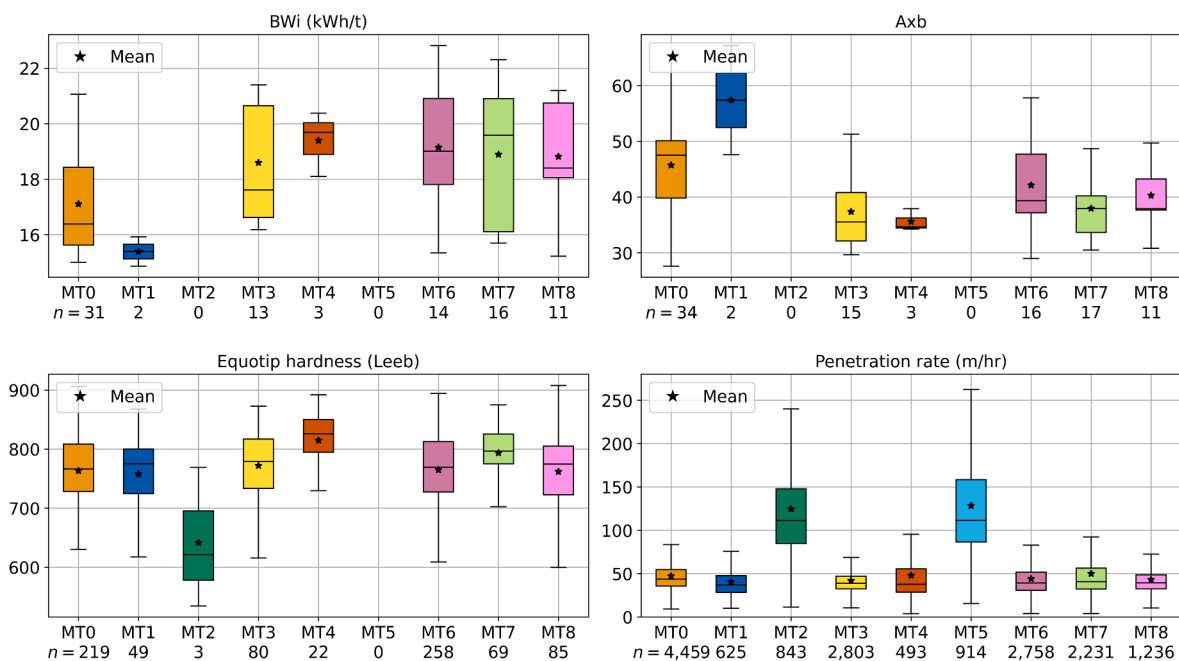 BWi (kWh/t)
★ Mean
22
20
18
16
MT0 MT1 MT2 MT3 MT4 MT5 MT6 MT7 MT8
n = 31 2 0 13 3 0 14 16 11
Axb
★ Mean
60
50
40
30
MT0 MT1 MT2 MT3 MT4 MT5 MT6 MT7 MT8
n = 34 2 0 15 3 0 16 17 11
Equotip hardness (Leeb)
★ Mean
900
800
700
600
MT0 MT1 MT2 MT3 MT4 MT5 MT6 MT7 MT8
n = 219 49 3 80 22 0 258 69 85
Penetration rate (m/hr)
★ Mean
250
200
150
100
50
0
MT0 MT1 MT2 MT3 MT4 MT5 MT6 MT7 MT8
n = 4,459 625 843 2,803 493 914 2,758 2,231 1,236